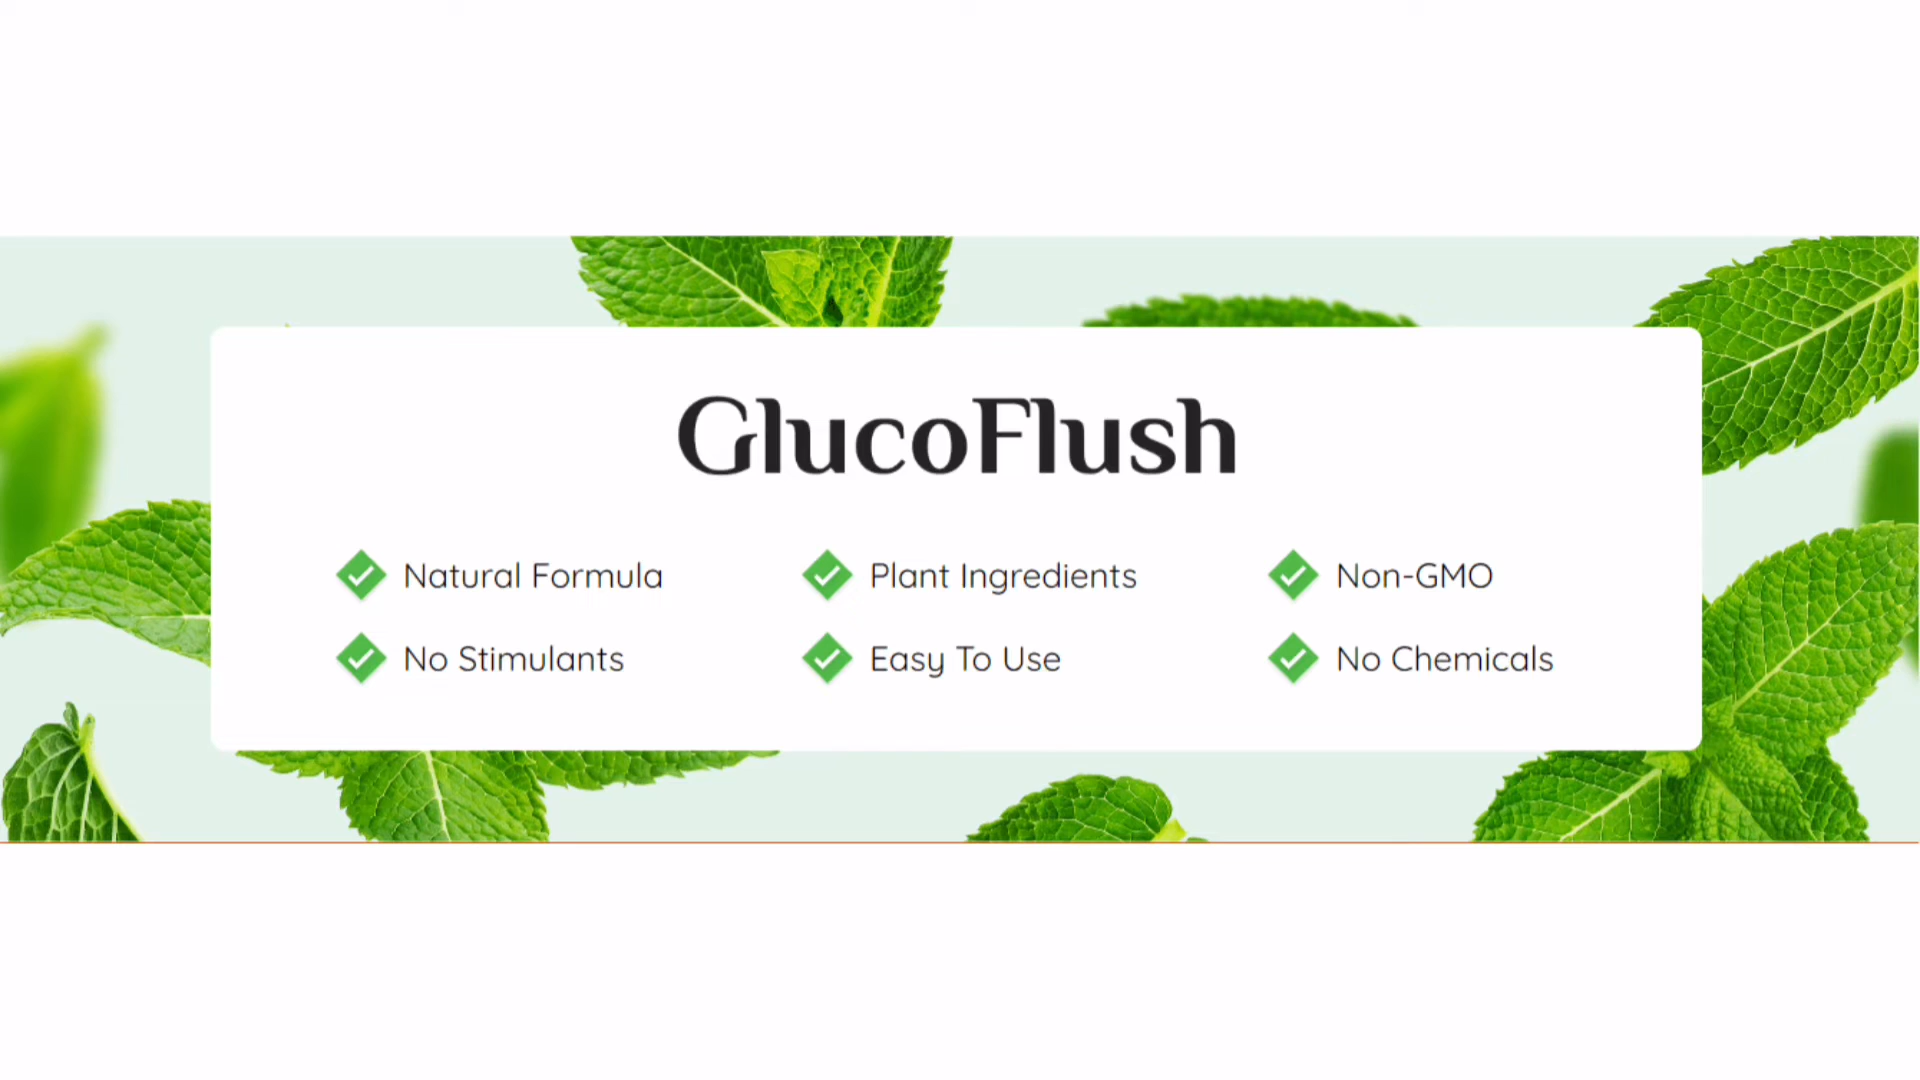 GlucoFlush
Natural Formula
Plant Ingredients
Non-GMO
No Stimulants
Easy To Use
No Chemicals